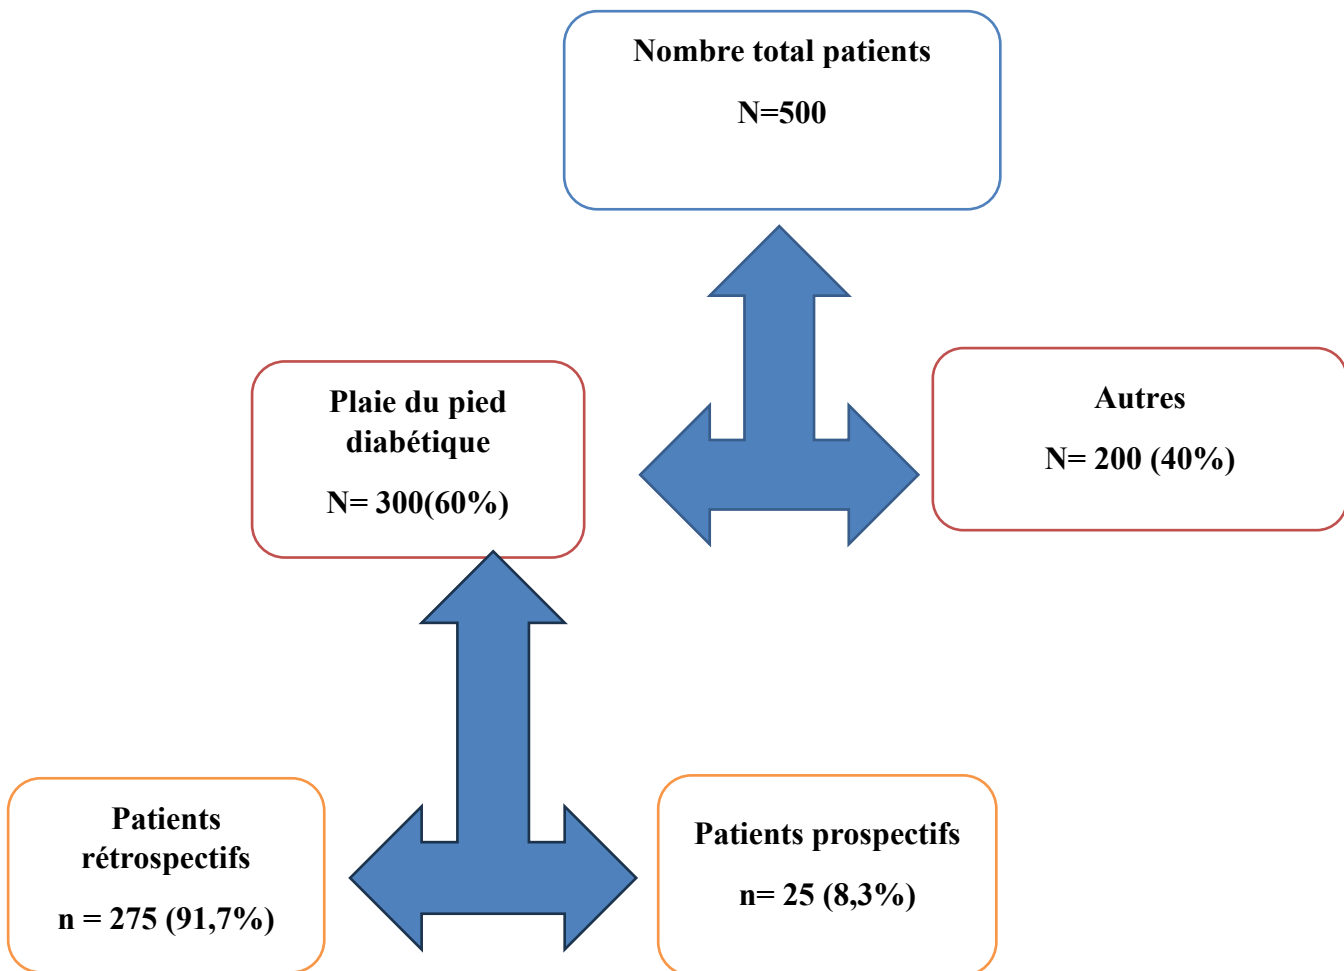 Nombre total patients
N=500
Plaie du pied
diabétique
N= 300(60%)
Autres
N= 200 (40%)
Patients
rétrospectifs
n = 275 (91,7%)
Patients prospectifs
n= 25 (8,3%)